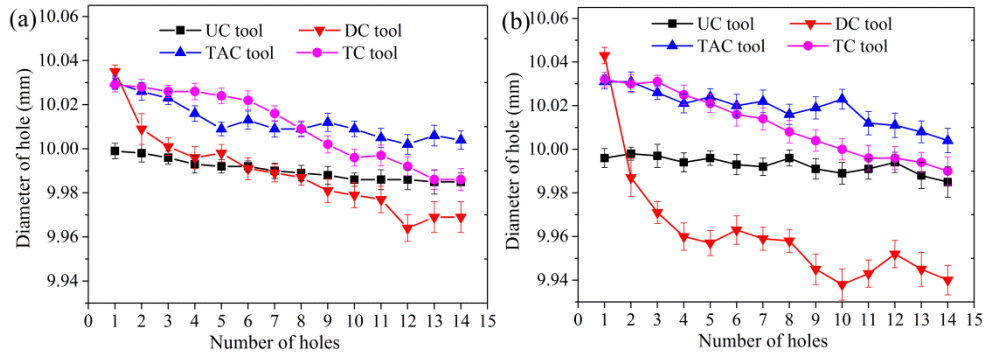 (a)
UC tool DC tool
TAC tool TC tool
Diameter of hole (mm)
10.06
10.04
10.02
10.00
9.98
9.96
9.94
0 1 2 3 4 5 6 7 8 9 10 11 12 13 14 15
Number of holes
(b)
UC tool DC tool
TAC tool TC tool
Diameter of hole (mm)
10.06
10.04
10.02
10.00
9.98
9.96
9.94
0 1 2 3 4 5 6 7 8 9 10 11 12 13 14 15
Number of holes